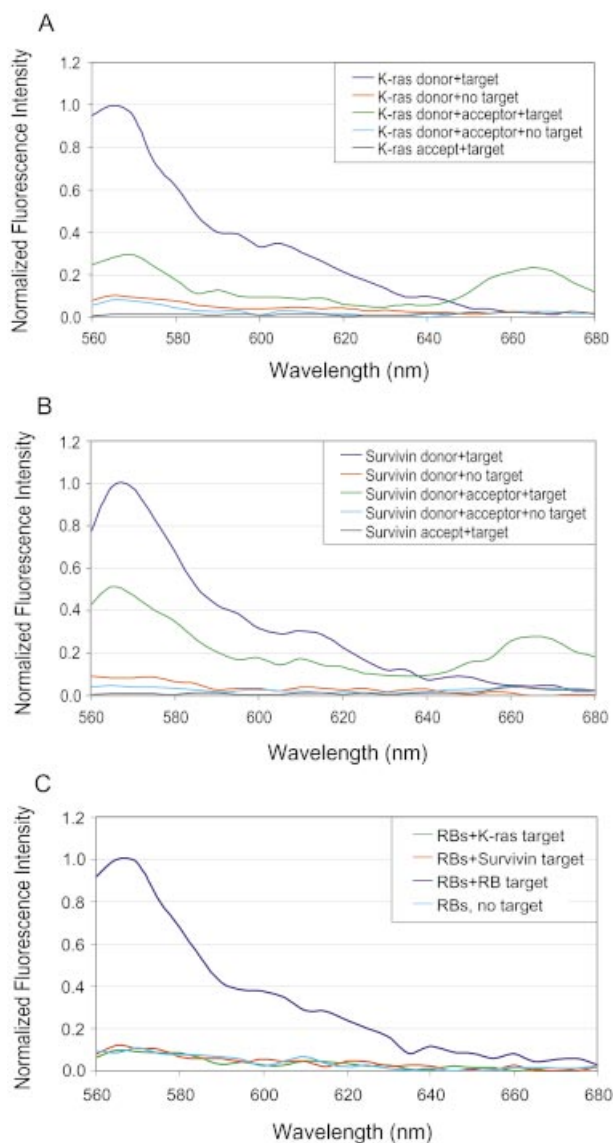 A
Normalized Fluorescence Intensity
1.2
1.0
0.8
0.6
0.4
0.2
0.0
K-ras donor+target
K-ras donor+no target
K-ras donor+acceptor+target
K-ras donor+acceptor+no target
K-ras accept+target
560 580 600 620 640 660 680
Wavelength (nm)
B
Normalized Fluorescence Intensity
1.2
1.0
0.8
0.6
0.4
0.2
0.0
Survivin donor+target
Survivin donor+no target
Survivin donor+acceptor+target
Survivin donor+acceptor+no target
Survivin accept+target
560 580 600 620 640 660 680
Wavelength (nm)
C
Normalized Fluorescence Intensity
1.2
1.0
0.8
0.6
0.4
0.2
0.0
RBs+K-ras target
RBs+Survivin target
RBs+RB target
RBs, no target
560 580 600 620 640 660 680
Wavelength (nm)